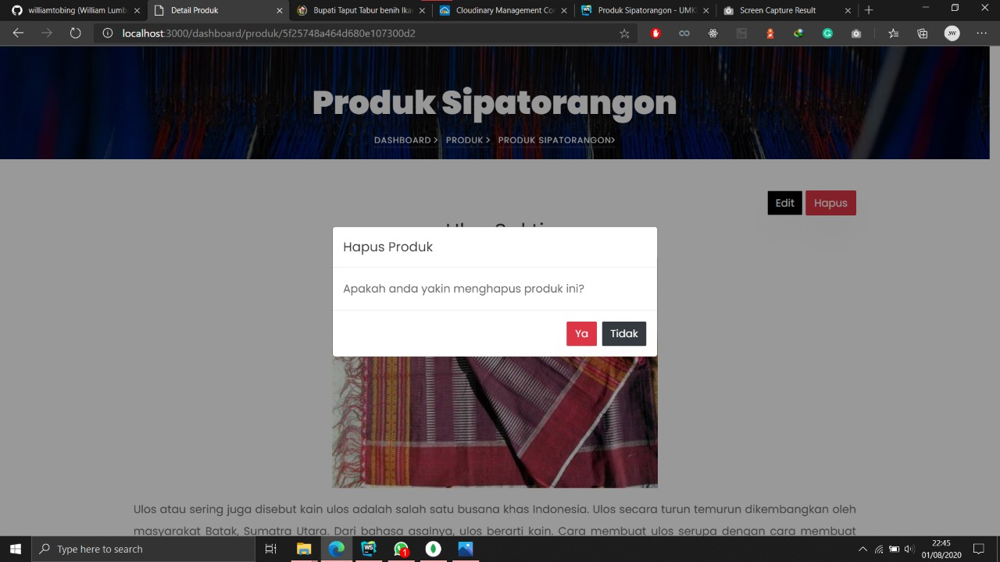 williamtobing (William Lumb
Detail Produk
Bupati Taput Tabur benih Ika
Cloudinary Management Co
Produk Sipatorangon - UMK
Screen Capture Result
localhost:3000/dashboard/produk/5f25748a464d680e107300d2
Produk Sipatorangon
DASHBOARD > PRODUK > PRODUK SIPATORANGON>
Edit Hapus
Hapus Produk
Apakah anda yakin menghapus produk ini?
Ya Tidak
Ulos atau sering juga disebut kain ulos adalah salah satu busana khas Indonesia. Ulos secara turun temurun dikembangkan oleh
masyarakat Batak, Sumatra Utara. Dari bahasa asalnya, ulos berarti kain. Cara membuat ulos serupa dengan cara membuat
Type here to search
1
22:45
01/08/2020